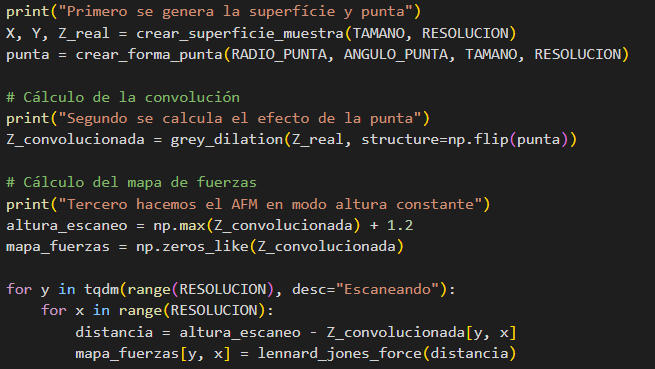 print("Primero se genera la superfície y punta")
X, Y, Z_real = crear_superficie_muestra(TAMANO, RESOLUCION)
punta = crear_forma_punta(RADIO_PUNTA, ANGULO_PUNTA, TAMANO, RESOLUCION)
# Cálculo de la convolución
print("Segundo se calcula el efecto de la punta")
Z_convolucionada = grey_dilation(Z_real, structure=np.flip(punta))
# Cálculo del mapa de fuerzas
print("Tercero hacemos el AFM en modo altura constante")
altura_escaneo = np.max(Z_convolucionada) + 1.2
mapa_fuerzas = np.zeros_like(Z_convolucionada)
for y in tqdm(range(RESOLUCION), desc="Escaneando"):
    for x in range(RESOLUCION):
        distancia = altura_escaneo - Z_convolucionada[y, x]
        mapa_fuerzas[y, x] = lennard_jones_force(distancia)